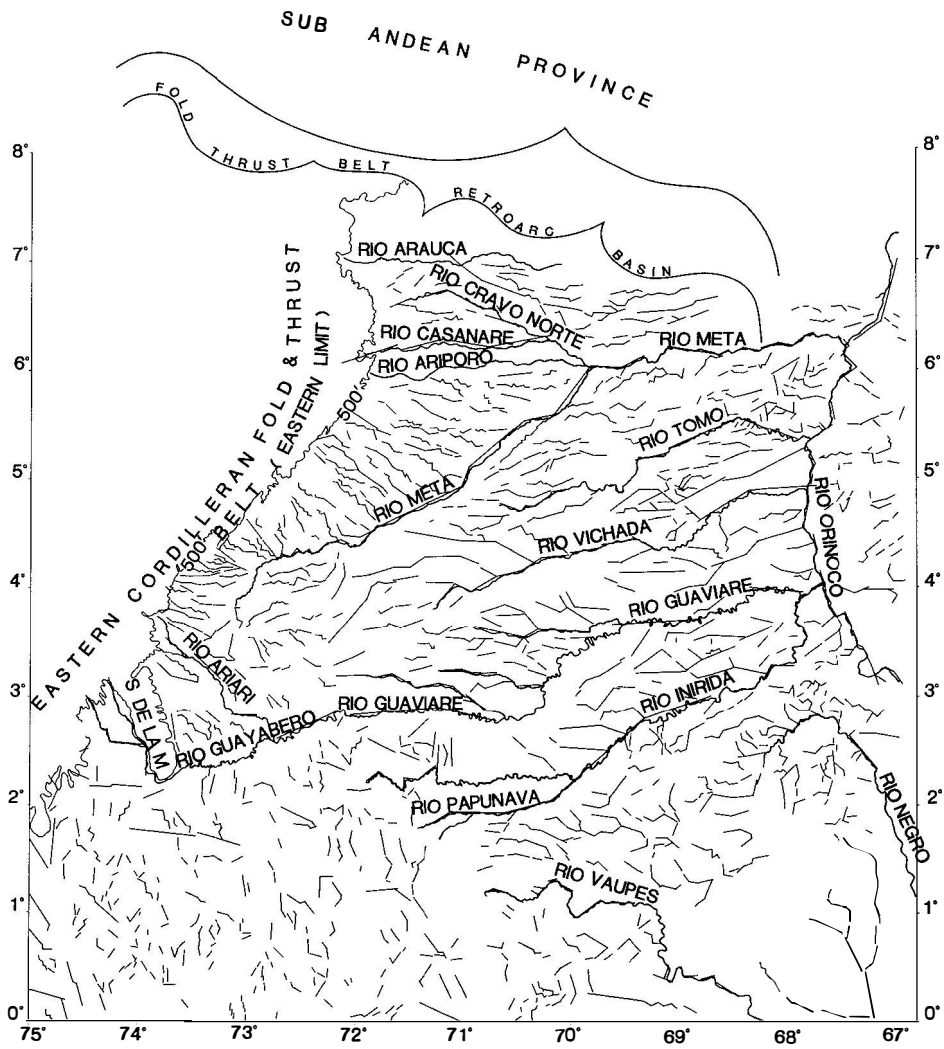 SUB ANDEAN PROVINCE
FOLD THRUST BELT RETROARC BASIN
8° 8°
7° 7°
6° 6°
5° 5°
4° 4°
3° 3°
2° 2°
1° 1°
0° 0°
75 74° 73° 72° 71° 70° 69° 68° 67°
EASTERN CORDILLERAN FOLD & THRUST
BELT (EASTERN LIMIT)
500'
500'
RIO ARAUCA
RIO CRAVO NORTE
RIO CASANARE
RIO ARIPORO
RIO META
RIO META
RIO TOMO
RIO VICHADA
RIO ORINOCO
RIO GUAVIARE
RIO ARIARI
S DE LA M.
RIO GUAYABERO
RIO GUAVIARE
RIO INIRIDA
RIO PAPUNAVA
RIO NEGRO
RIO VAUPES